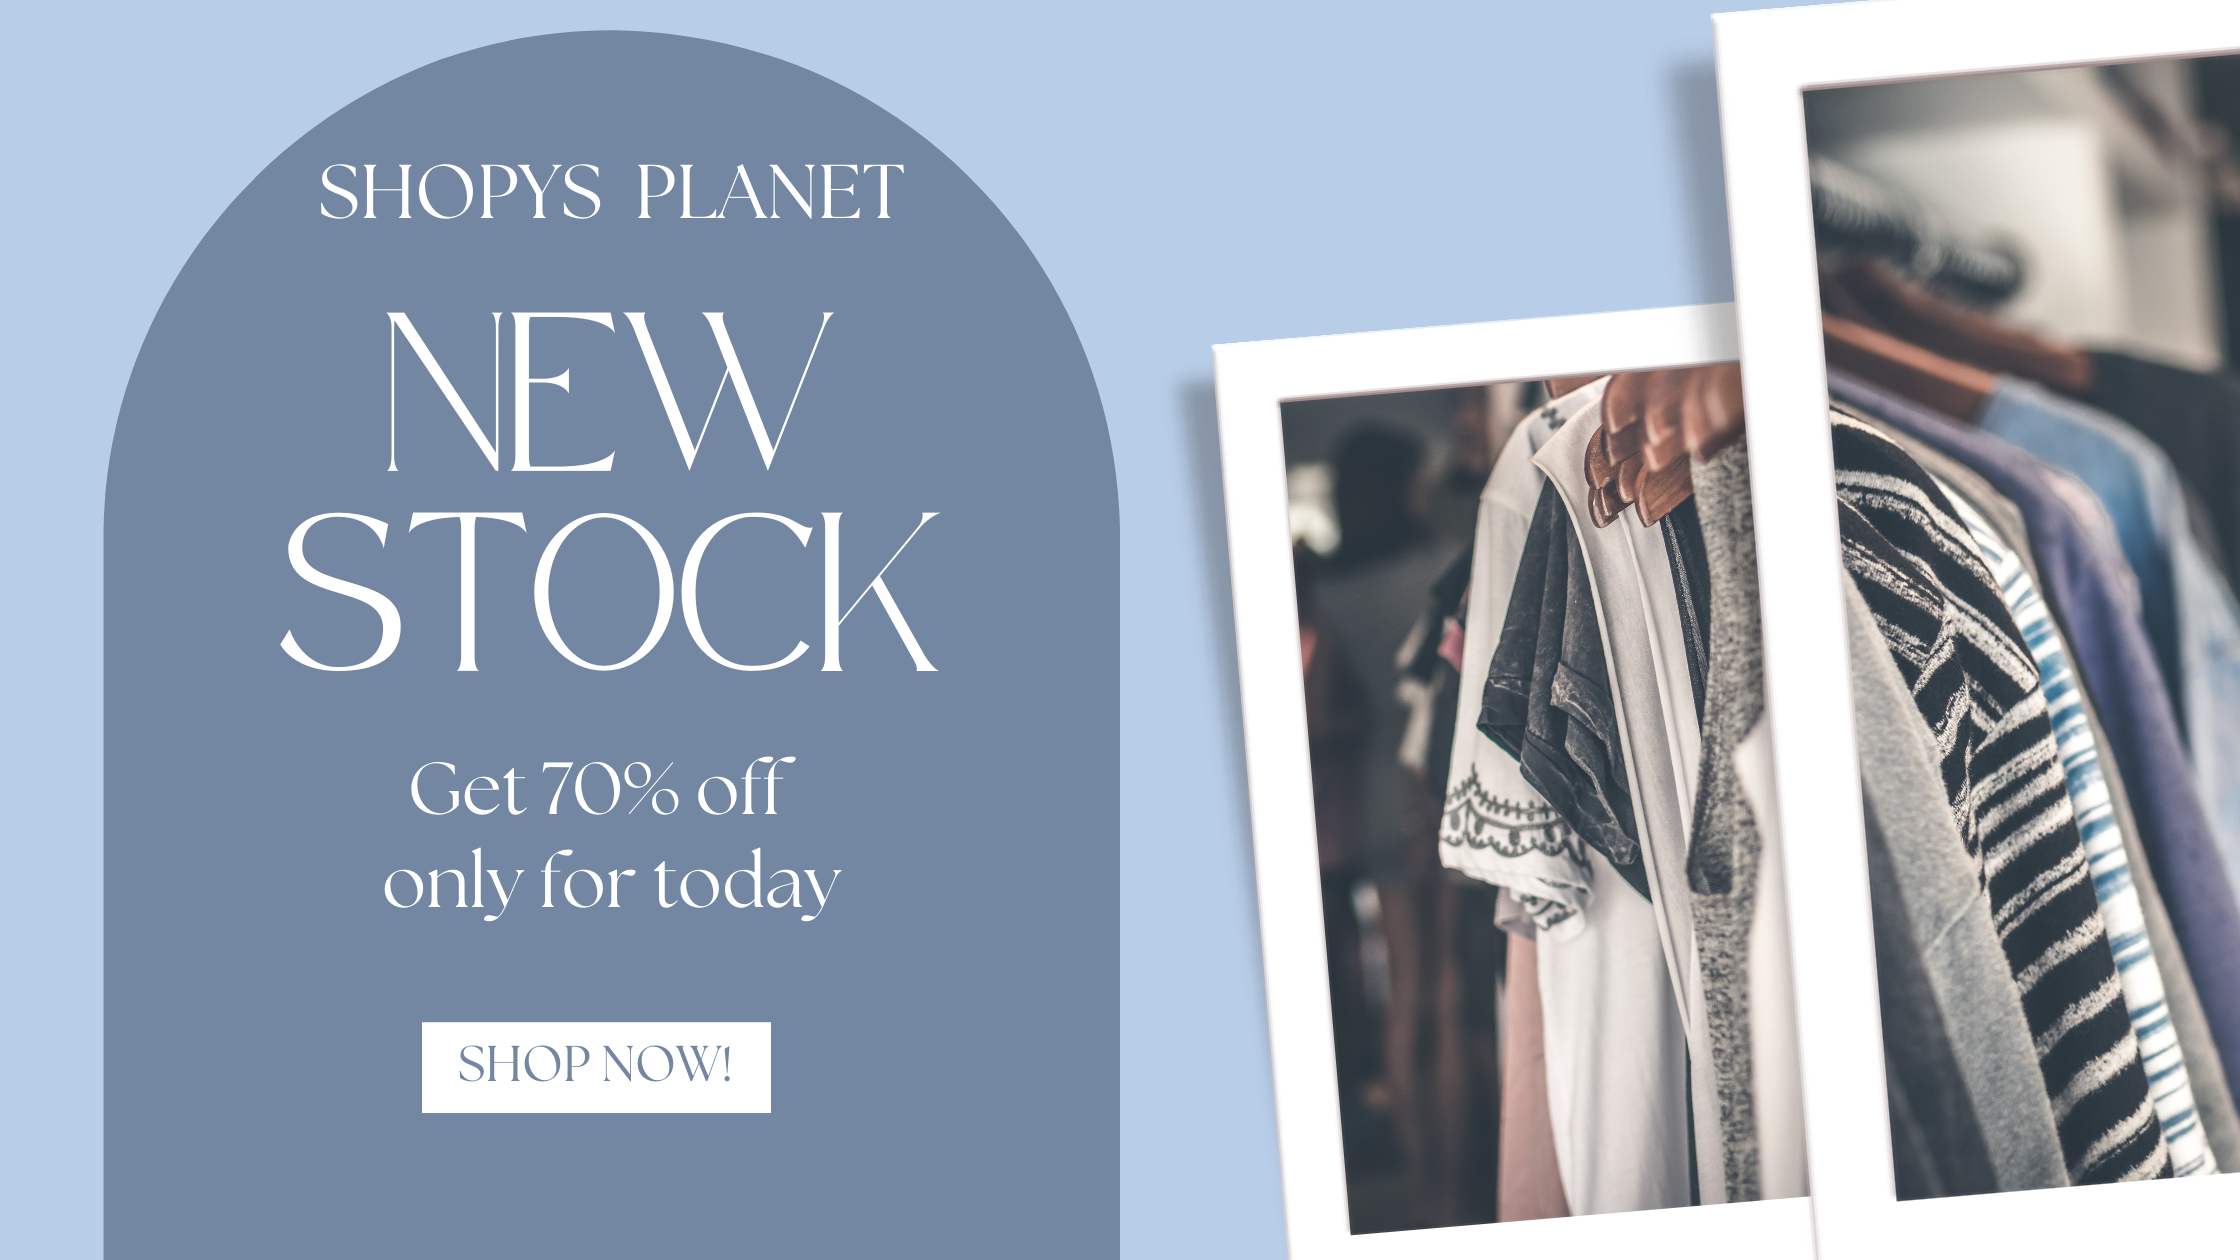 SHOPYS PLANET
NEW
STOCK
Get 70% off
only for today
SHOP NOW!